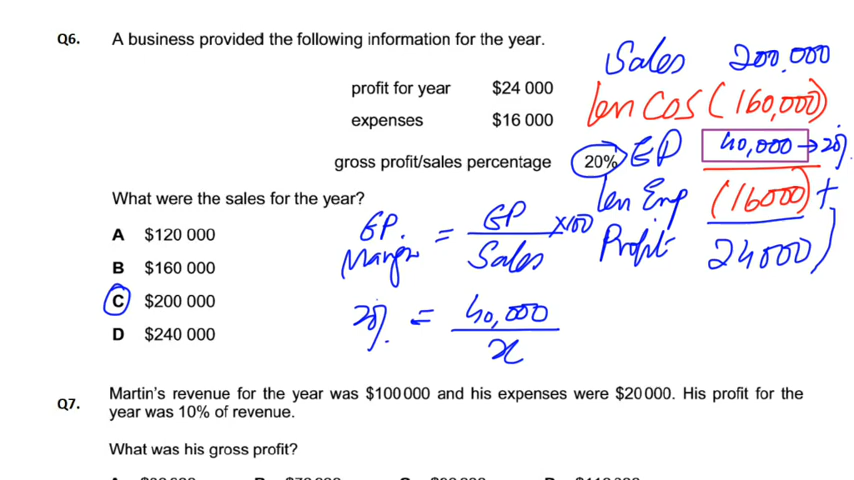 Q6. A business provided the following information for the year.
profit for year $24 000
expenses $16 000
gross profit/sales percentage 20%
What were the sales for the year?
A $120 000
B $160 000
C $200 000
D $240 000
Sales 200,000
len Cos (160,000)
GP 40,000 → 20%
len Exp (16000) +
Profit 24000
GP. Margin = GP / Sales × 100
20% = 40,000 / x
Q7. Martin's revenue for the year was $100 000 and his expenses were $20 000. His profit for the
year was 10% of revenue.
What was his gross profit?